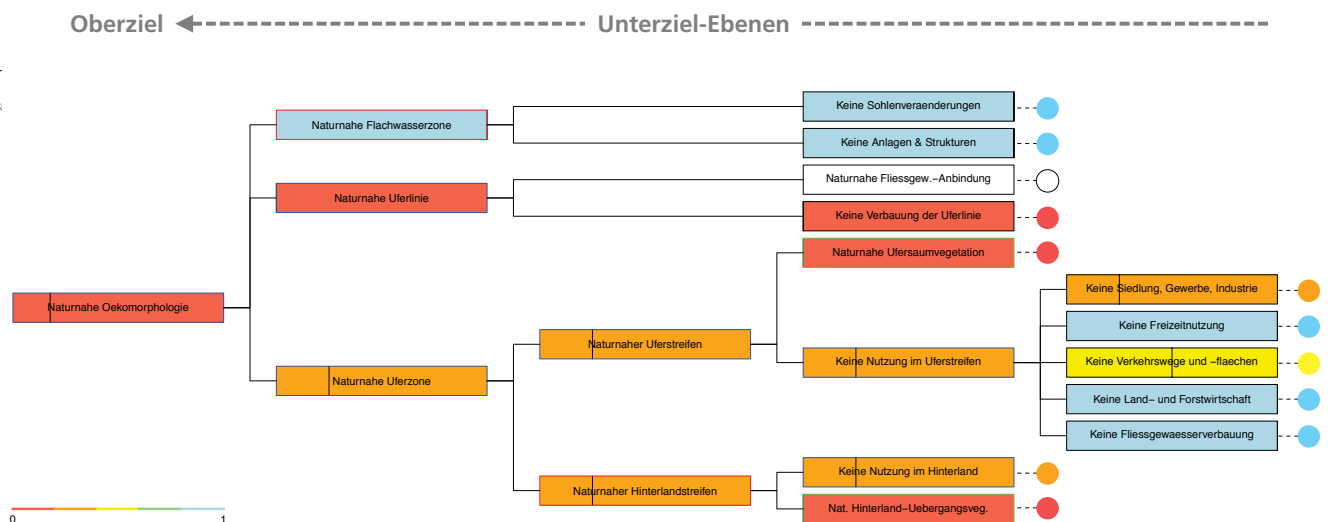 Oberziel
Unterziel-Ebenen
Keine Sohlenveraenderungen
Naturnahe Flachwasserzone
Keine Anlagen & Strukturen
Naturnahe Fliessgew.−Anbindung
Naturnahe Uferlinie
Keine Verbauung der Uferlinie
Naturnahe Ufersaumvegetation
Keine Siedlung, Gewerbe, Industrie
Naturnahe Oekomorphologie
Keine Freizeitnutzung
Naturnaher Uferstreifen
Keine Nutzung im Uferstreifen
Keine Verkehrswege und −flaechen
Naturnahe Uferzone
Keine Land− und Forstwirtschaft
Keine Fliessgewaesserverbauung
Keine Nutzung im Hinterland
Naturnaher Hinterlandstreifen
Nat. Hinterland−Uebergangsveg.
0 1